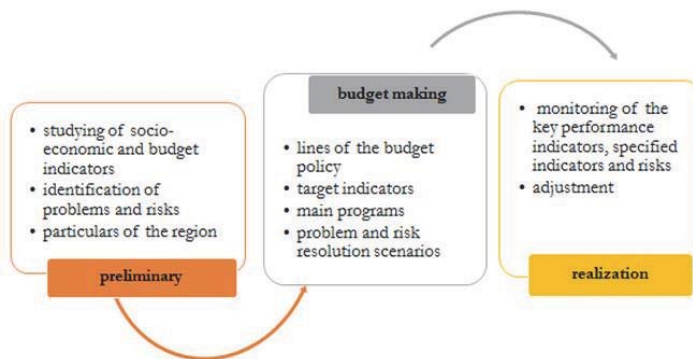 • studying of socio-
economic and budget
indicators
• identification of
problems and risks
• particulars of the region
preliminary
budget making
• lines of the budget
policy
• target indicators
• main programs
• problem and risk
resolution scenarios
• monitoring of the
key performance
indicators, specified
indicators and risks
• adjustment
realization